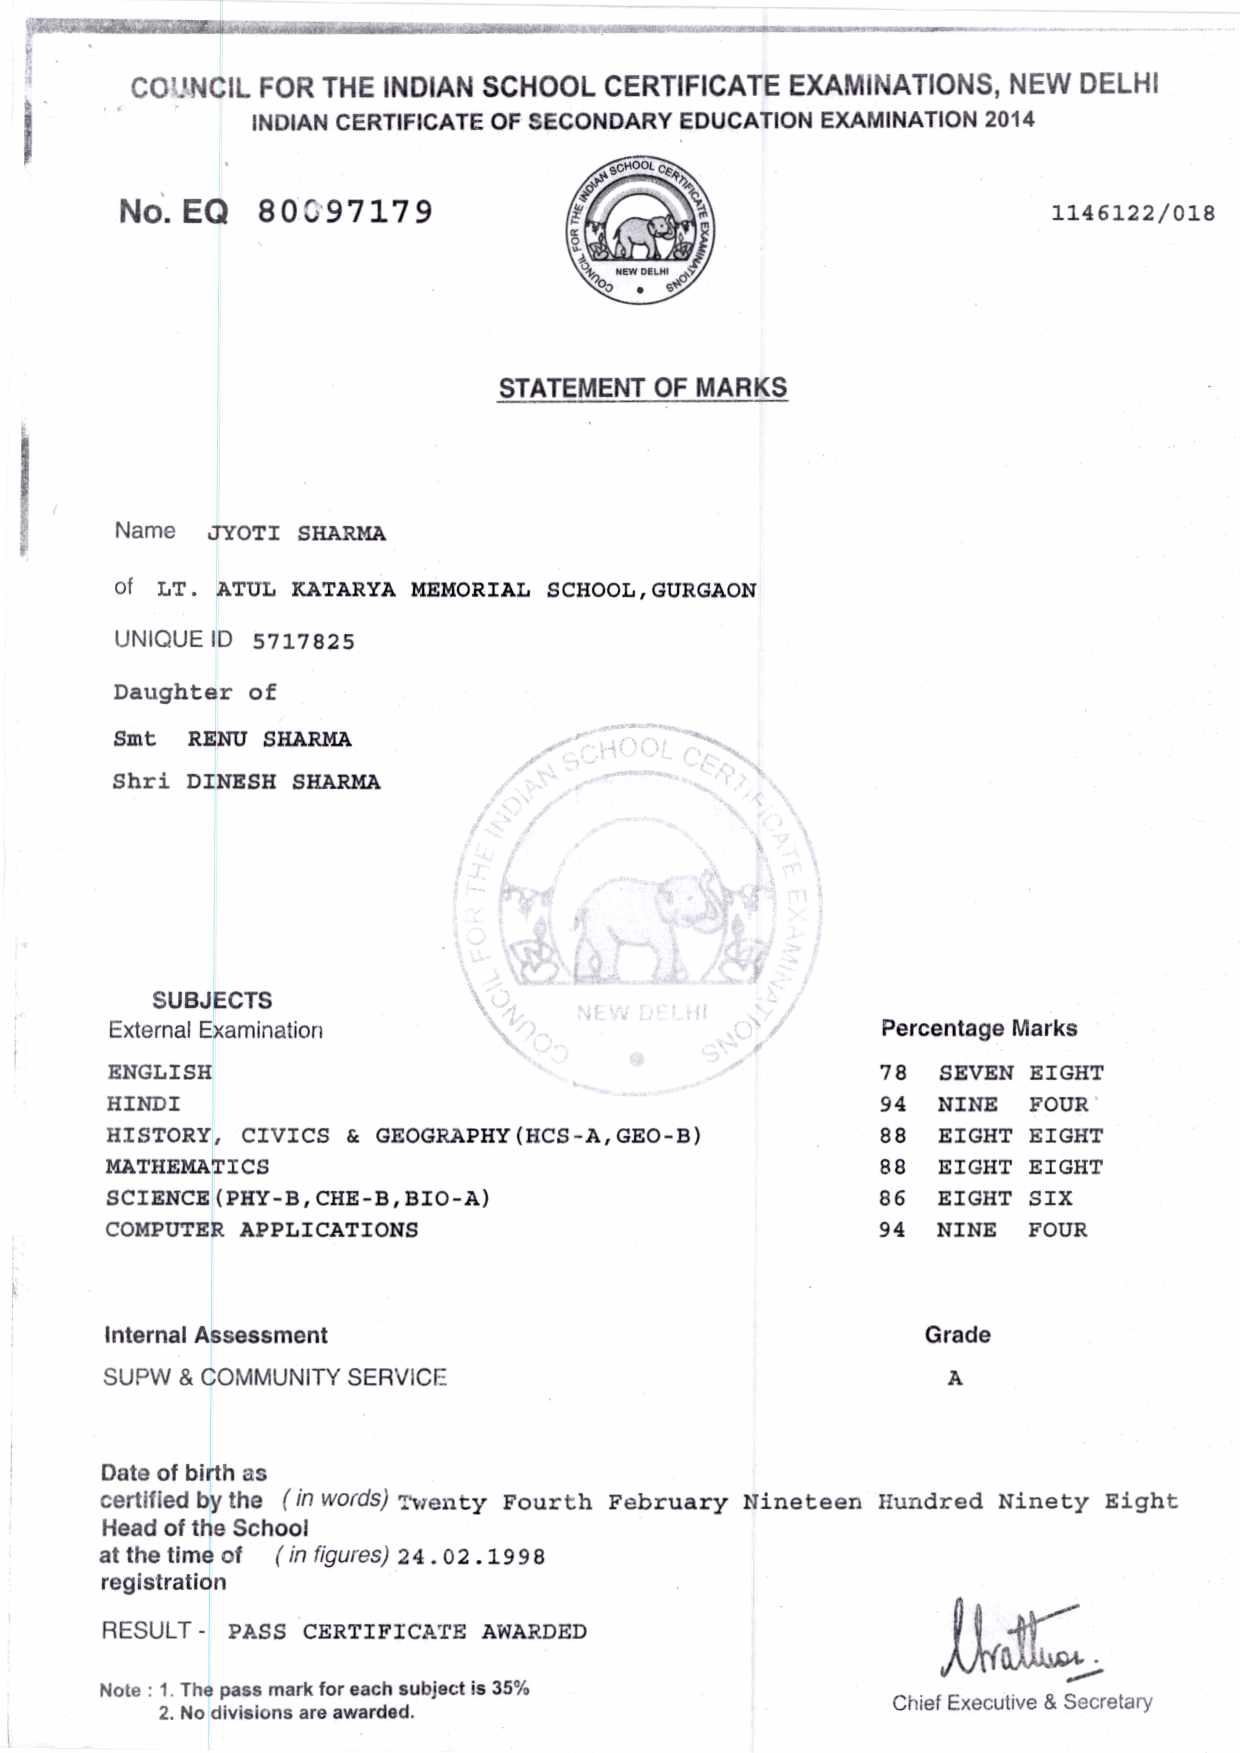 COUNCIL FOR THE INDIAN SCHOOL CERTIFICATE EXAMINATIONS, NEW DELHI
INDIAN CERTIFICATE OF SECONDARY EDUCATION EXAMINATION 2014
No. EQ 80097179
COUNCIL FOR THE INDIAN SCHOOL CERTIFICATE EXAMINATIONS
NEW DELHI
1146122/018
STATEMENT OF MARKS
Name JYOTI SHARMA
of LT. ATUL KATARYA MEMORIAL SCHOOL,GURGAON
UNIQUE ID 5717825
Daughter of
Smt RENU SHARMA
Shri DINESH SHARMA
COUNCIL FOR THE INDIAN SCHOOL CERTIFICATE EXAMINATIONS
NEW DELHI
SUBJECTS
External Examination Percentage Marks
ENGLISH 78 SEVEN EIGHT
HINDI 94 NINE FOUR
HISTORY, CIVICS & GEOGRAPHY(HCS-A,GEO-B) 88 EIGHT EIGHT
MATHEMATICS 88 EIGHT EIGHT
SCIENCE(PHY-B,CHE-B,BIO-A) 86 EIGHT SIX
COMPUTER APPLICATIONS 94 NINE FOUR
Internal Assessment Grade
SUPW & COMMUNITY SERVICE A
Date of birth as
certified by the (in words) Twenty Fourth February Nineteen Hundred Ninety Eight
Head of the School
at the time of (in figures) 24.02.1998
registration
RESULT - PASS CERTIFICATE AWARDED
Note : 1. The pass mark for each subject is 35%
2. No divisions are awarded.
Chief Executive & Secretary